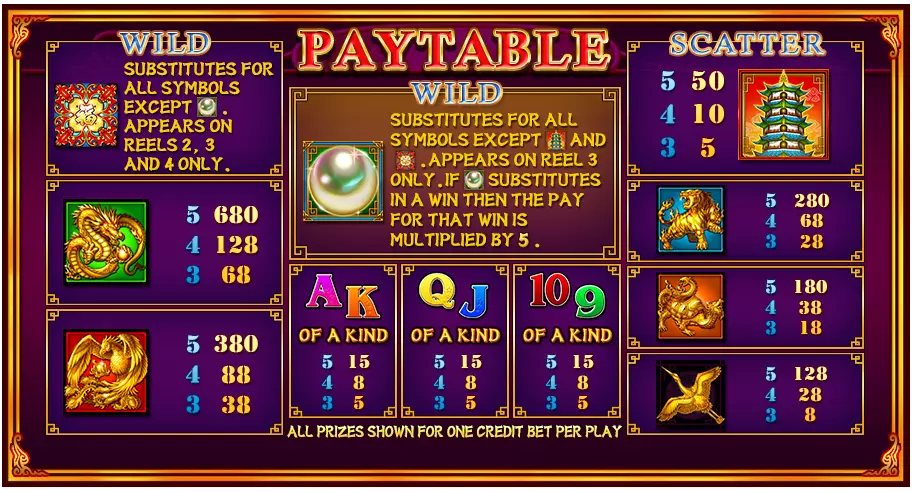 PAYTABLE
WILD
SUBSTITUTES FOR
ALL SYMBOLS
EXCEPT .
APPEARS ON
REELS 2, 3
AND 4 ONLY.
5 680
4 128
3 68
5 380
4 88
3 38
WILD
SUBSTITUTES FOR ALL
SYMBOLS EXCEPT AND
. APPEARS ON REEL 3
ONLY. IF SUBSTITUTES
IN A WIN THEN THE PAY
FOR THAT WIN IS
MULTIPLIED BY 5.
A K
OF A KIND
5 15
4 8
3 5
Q J
OF A KIND
5 15
4 8
3 5
10 9
OF A KIND
5 15
4 8
3 5
ALL PRIZES SHOWN FOR ONE CREDIT BET PER PLAY
SCATTER
5 50
4 10
3 5
5 280
4 68
3 28
5 180
4 38
3 18
5 128
4 28
3 8